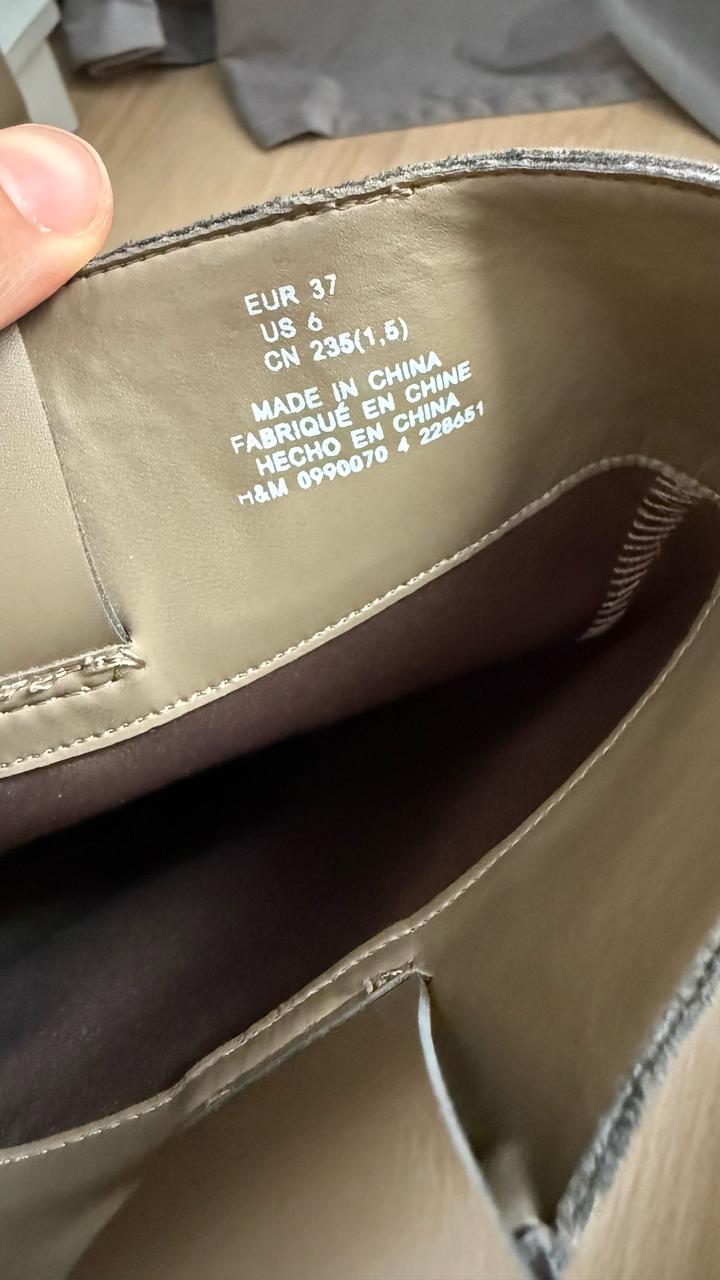 EUR 37
US 6
CN 235(1,5)
MADE IN CHINA
FABRIQUÉ EN CHINE
HECHO EN CHINA
H&M 0990070 4 228651